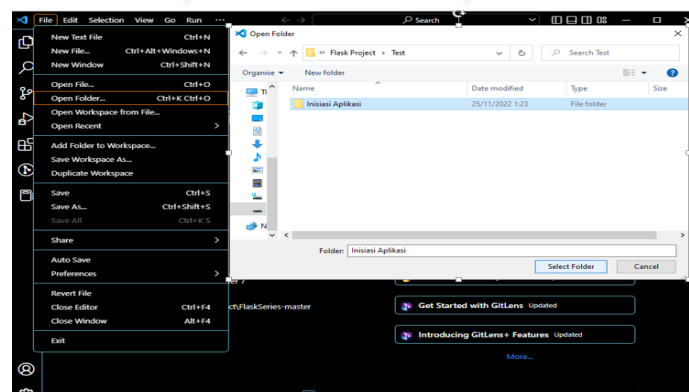 File Edit Selection View Go Run ...
Search
New Text File Ctrl+N
New File... Ctrl+Alt+Windows+N
New Window Ctrl+Shift+N
Open File... Ctrl+O
Open Folder... Ctrl+K Ctrl+O
Open Workspace from File...
Open Recent
Add Folder to Workspace...
Save Workspace As...
Duplicate Workspace
Save Ctrl+S
Save As... Ctrl+Shift+S
Save All Ctrl+K S
Share
Auto Save
Preferences
Revert File
Close Editor Ctrl+F4
Close Window Alt+F4
Exit
Open Folder
« Flask Project › Test
Search Test
Organise New folder
Name Date modified Type Size
Inisiasi Aplikasi 25/11/2022 1:23 File folder
Folder: Inisiasi Aplikasi
Select Folder Cancel
ct\FlaskSeries-master
Get Started with GitLens Updated
Introducing GitLens+ Features Updated
More...